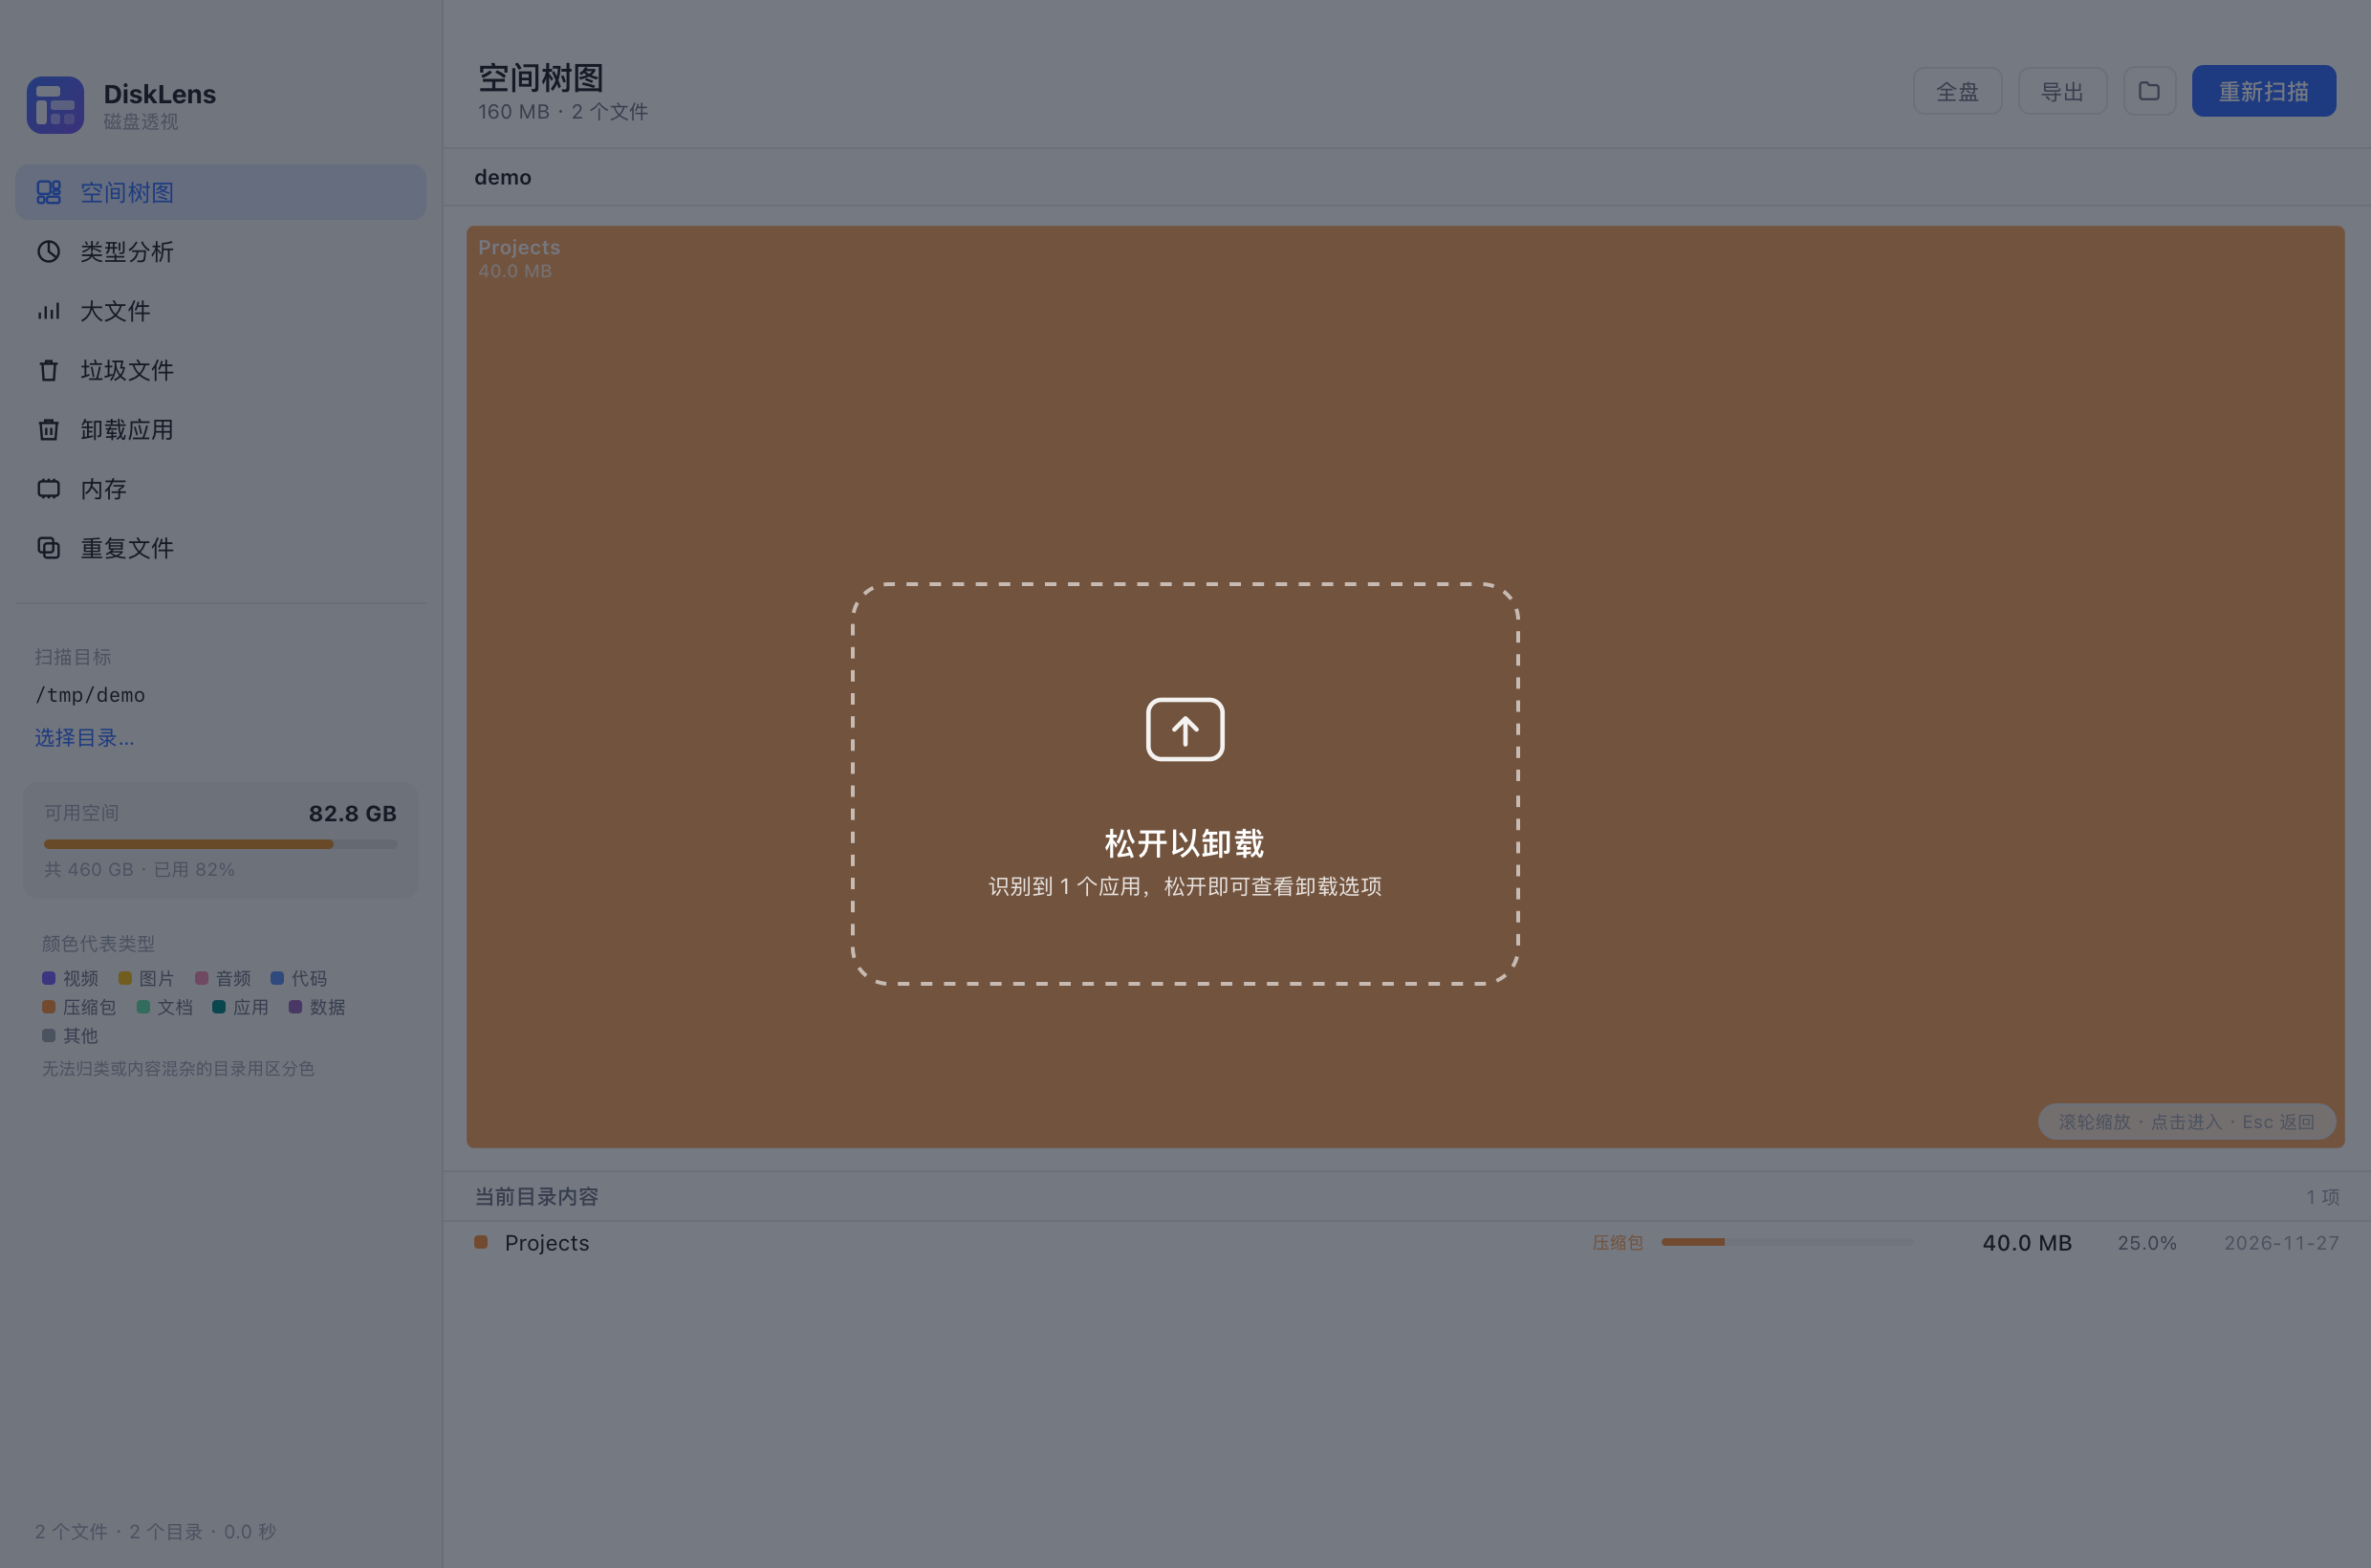 DiskLens
磁盘透视
空间树图
类型分析
大文件
垃圾文件
卸载应用
内存
重复文件
扫描目标
/tmp/demo
选择目录...
可用空间 82.8 GB
共 460 GB · 已用 82%
颜色代表类型
视频 图片 音频 代码
压缩包 文档 应用 数据
其他
无法归类或内容混杂的目录用区分色
2 个文件 · 2 个目录 · 0.0 秒
空间树图
160 MB · 2 个文件
全盘 导出 重新扫描
demo
Projects
40.0 MB
松开以卸载
识别到 1 个应用，松开即可查看卸载选项
滚轮缩放 · 点击进入 · Esc 返回
当前目录内容 1 项
Projects 压缩包 40.0 MB 25.0% 2026-11-27